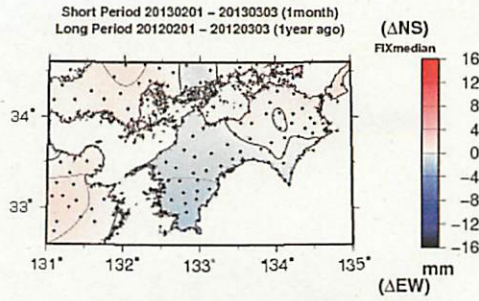 Short Period 20130201 – 20130303 (1month)
Long Period 20120201 – 20120303 (1year ago)
(ΔNS)
FIXmedian
16
12
8
4
0
−4
−8
−12
−16
mm
(ΔEW)
34°
33°
131°
132°
133°
134°
135°